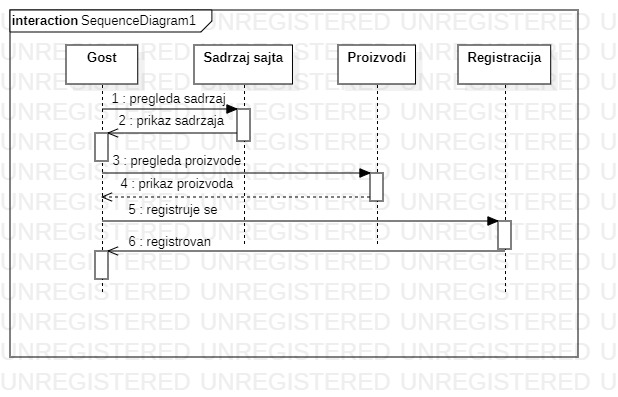 interaction SequenceDiagram1
Gost
Sadrzaj sajta
Proizvodi
Registracija
1 : pregleda sadrzaj
2 : prikaz sadrzaja
3 : pregleda proizvode
4 : prikaz proizvoda
5 : registruje se
6 : registrovan
UNREGISTERED UNREGISTERED UNREGISTERED U
UNREGISTERED UNREGISTERED UNREGISTERED U
UNREGISTERED UNREGISTERED UNREGISTERED U
UNREGISTERED UNREGISTERED UNREGISTERED U
UNREGISTERED UNREGISTERED UNREGISTERED U
UNREGISTERED UNREGISTERED UNREGISTERED U
UNREGISTERED UNREGISTERED UNREGISTERED U
UNREGISTERED UNREGISTERED UNREGISTERED U
UNREGISTERED UNREGISTERED UNREGISTERED U
UNREGISTERED UNREGISTERED UNREGISTERED U
UNREGISTERED UNREGISTERED UNREGISTERED U
UNREGISTERED UNREGISTERED UNREGISTERED U
UNREGISTERED UNREGISTERED UNREGISTERED U